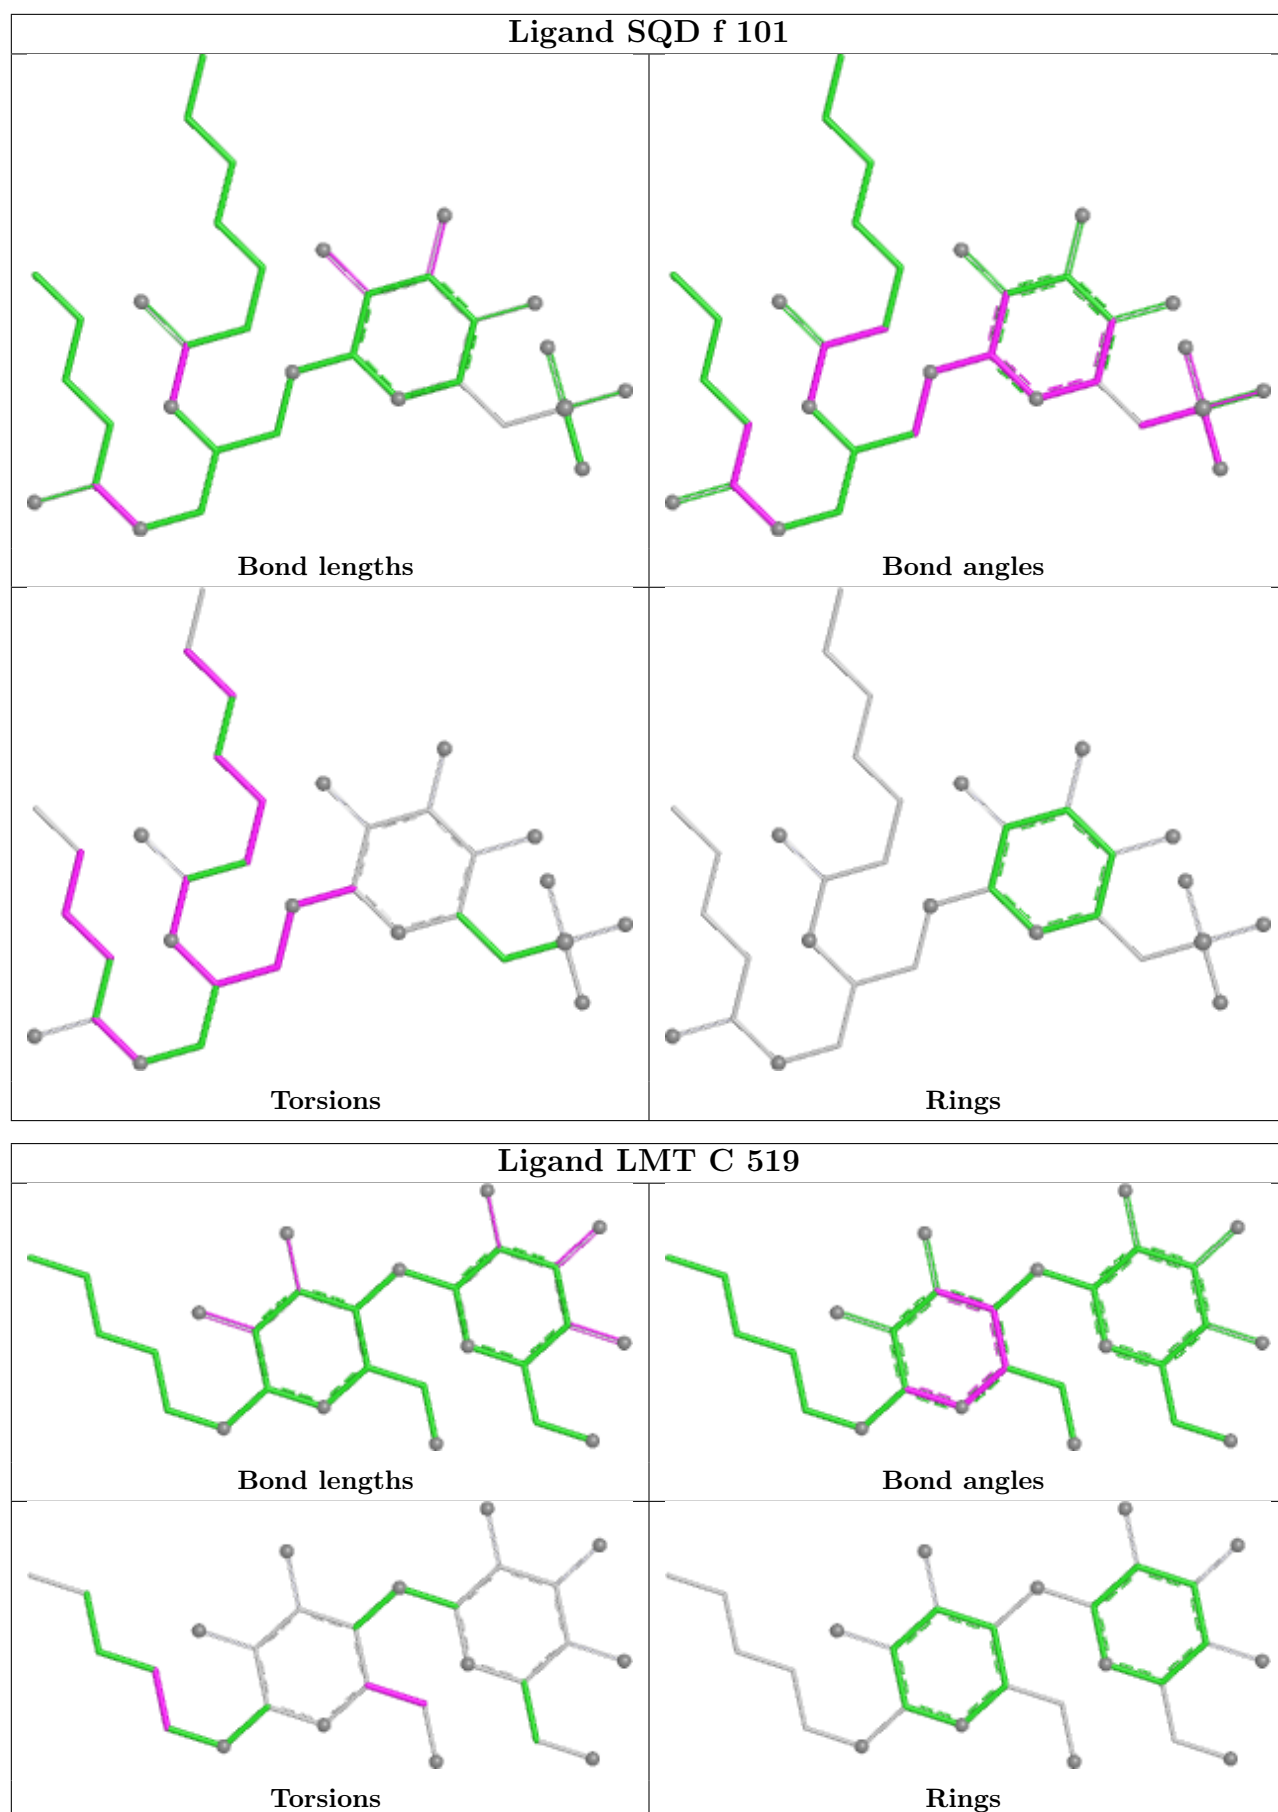 Ligand SQD f 101
Bond lengths
Bond angles
Torsions
Rings
Ligand LMT C 519
Bond lengths
Bond angles
Torsions
Rings